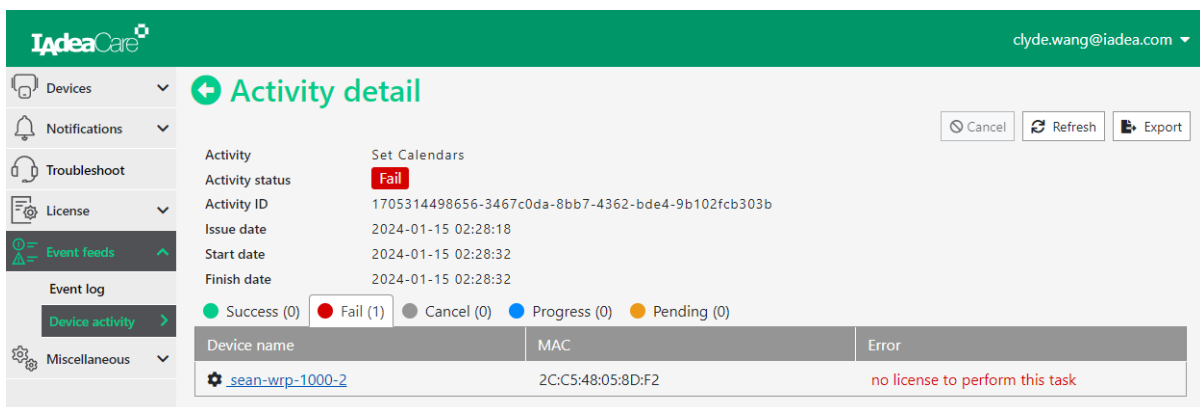 IAdeaCare
clyde.wang@iadea.com
Devices
Notifications
Troubleshoot
License
Event feeds
Event log
Device activity
Miscellaneous
Activity detail
Cancel Refresh Export
Activity Set Calendars
Activity status Fail
Activity ID 1705314498656-3467c0da-8bb7-4362-bde4-9b102fcb303b
Issue date 2024-01-15 02:28:18
Start date 2024-01-15 02:28:32
Finish date 2024-01-15 02:28:32
Success (0) Fail (1) Cancel (0) Progress (0) Pending (0)
Device name MAC Error
sean-wrp-1000-2 2C:C5:48:05:8D:F2 no license to perform this task